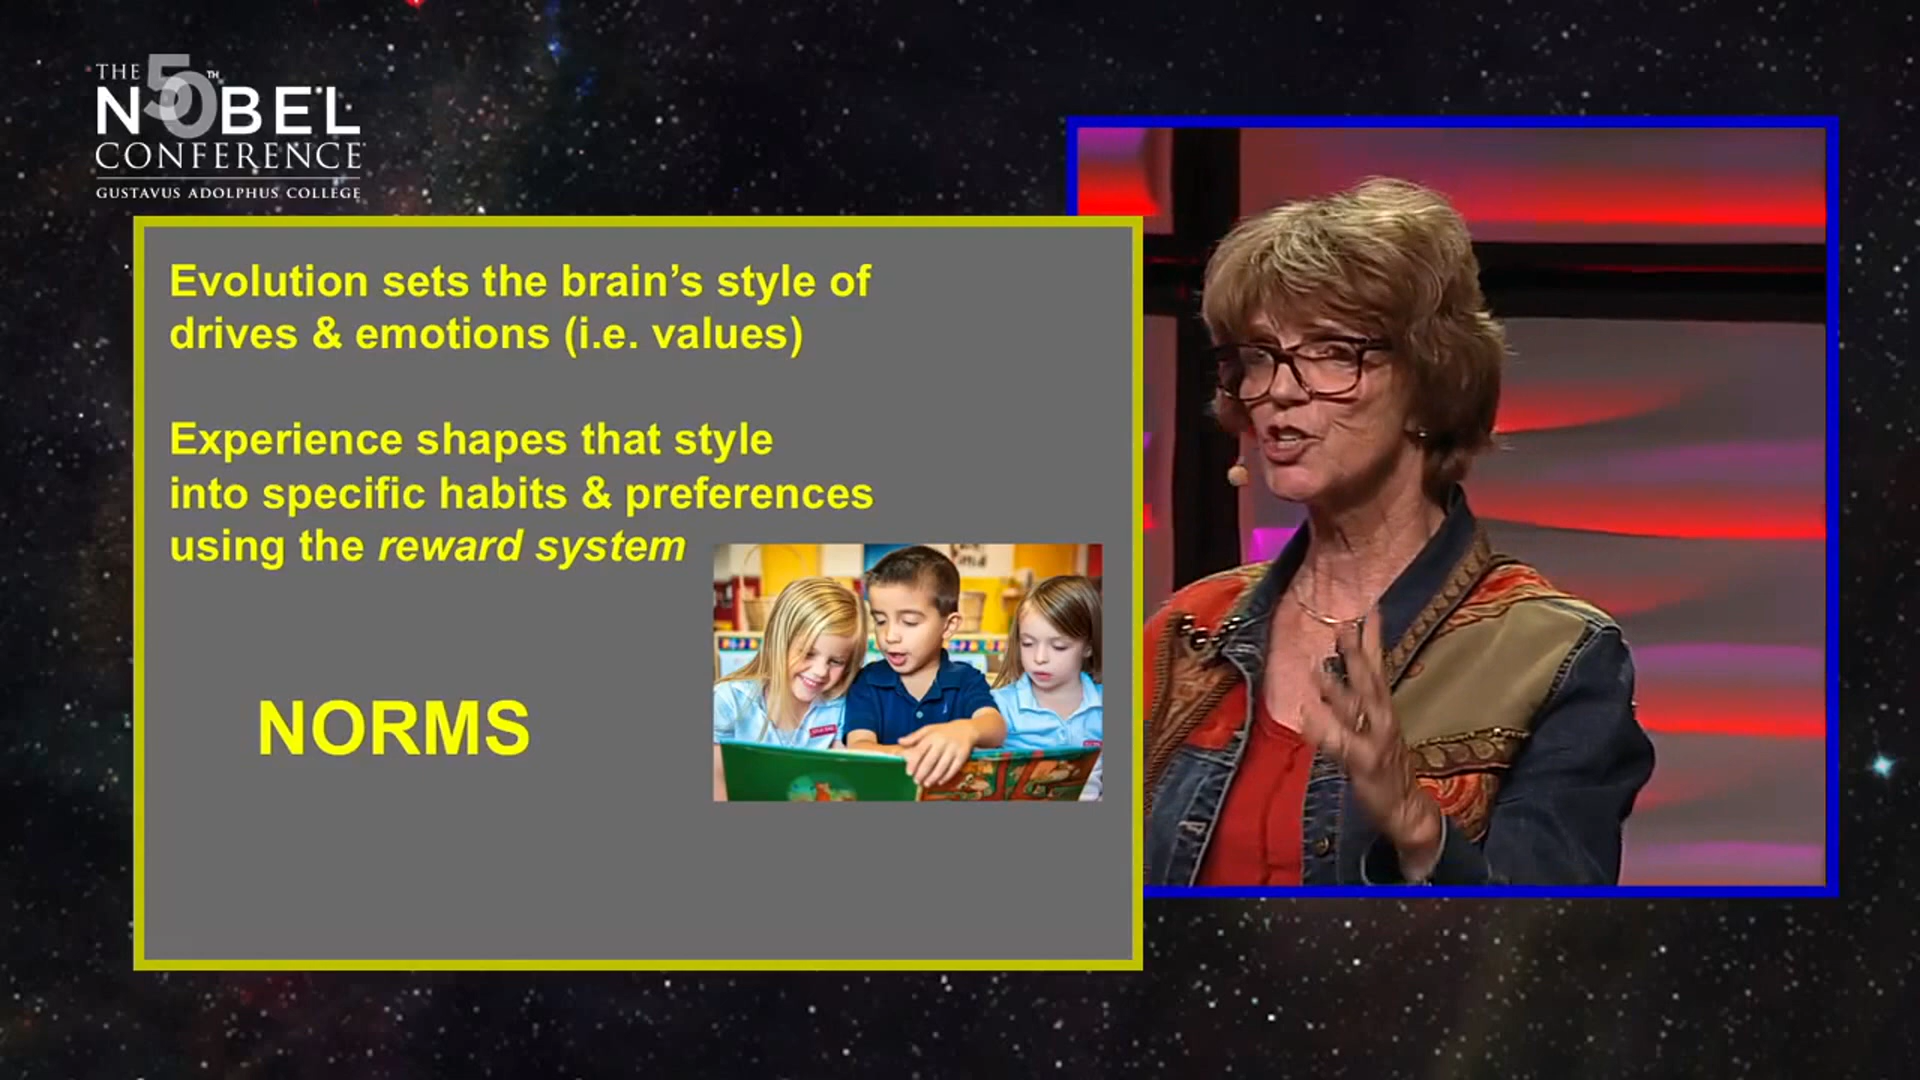 THE 50TH
NOBEL
CONFERENCE
GUSTAVUS ADOLPHUS COLLEGE
Evolution sets the brain’s style of
drives & emotions (i.e. values)
Experience shapes that style
into specific habits & preferences
using the reward system
NORMS